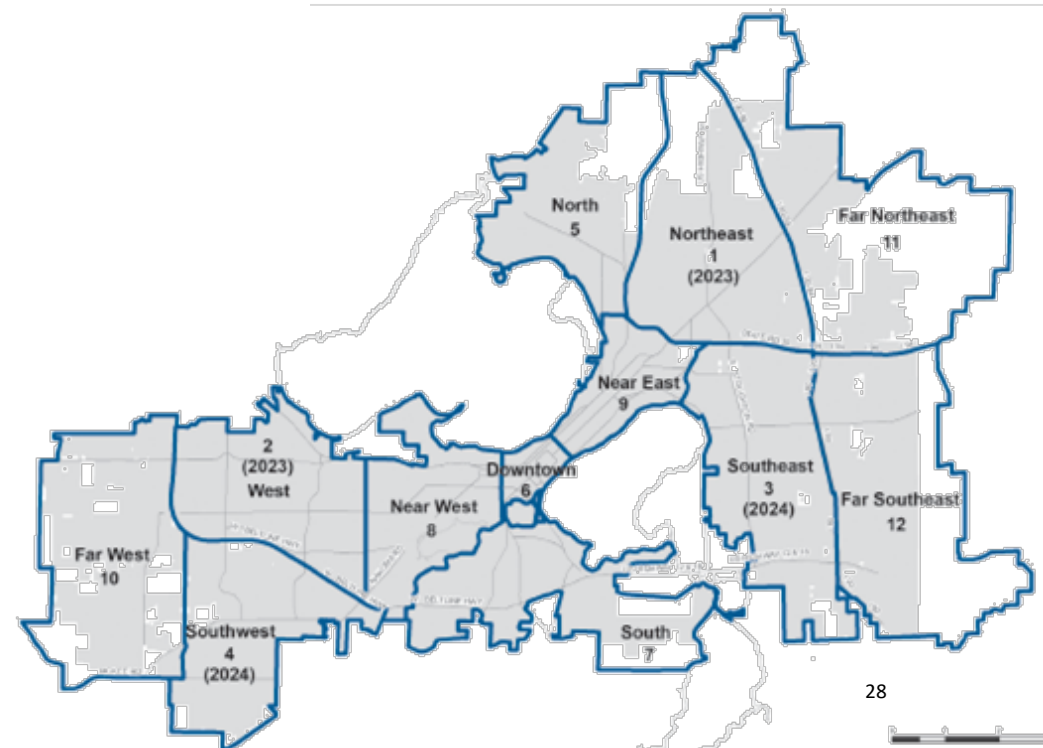 North
5
Northeast
1
(2023)
Far Northeast
11
Near East
9
2
(2023)
West
Downtown
6
Near West
8
Southeast
3
(2024)
Far Southeast
12
Far West
10
Southwest
4
(2024)
South
7
28